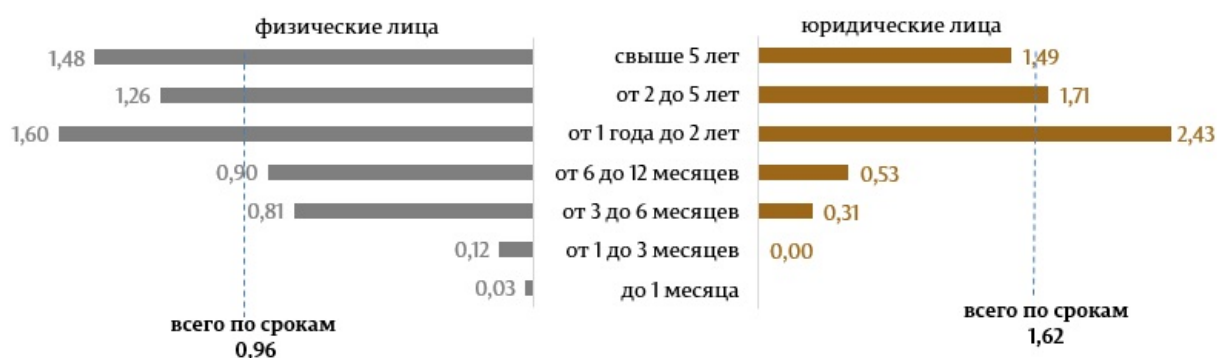 физические лица
юридические лица
1,48 свыше 5 лет 1,49
1,26 от 2 до 5 лет 1,71
1,60 от 1 года до 2 лет 2,43
0,90 от 6 до 12 месяцев 0,53
0,81 от 3 до 6 месяцев 0,31
0,12 от 1 до 3 месяцев 0,00
0,03 до 1 месяца
всего по срокам
0,96
всего по срокам
1,62